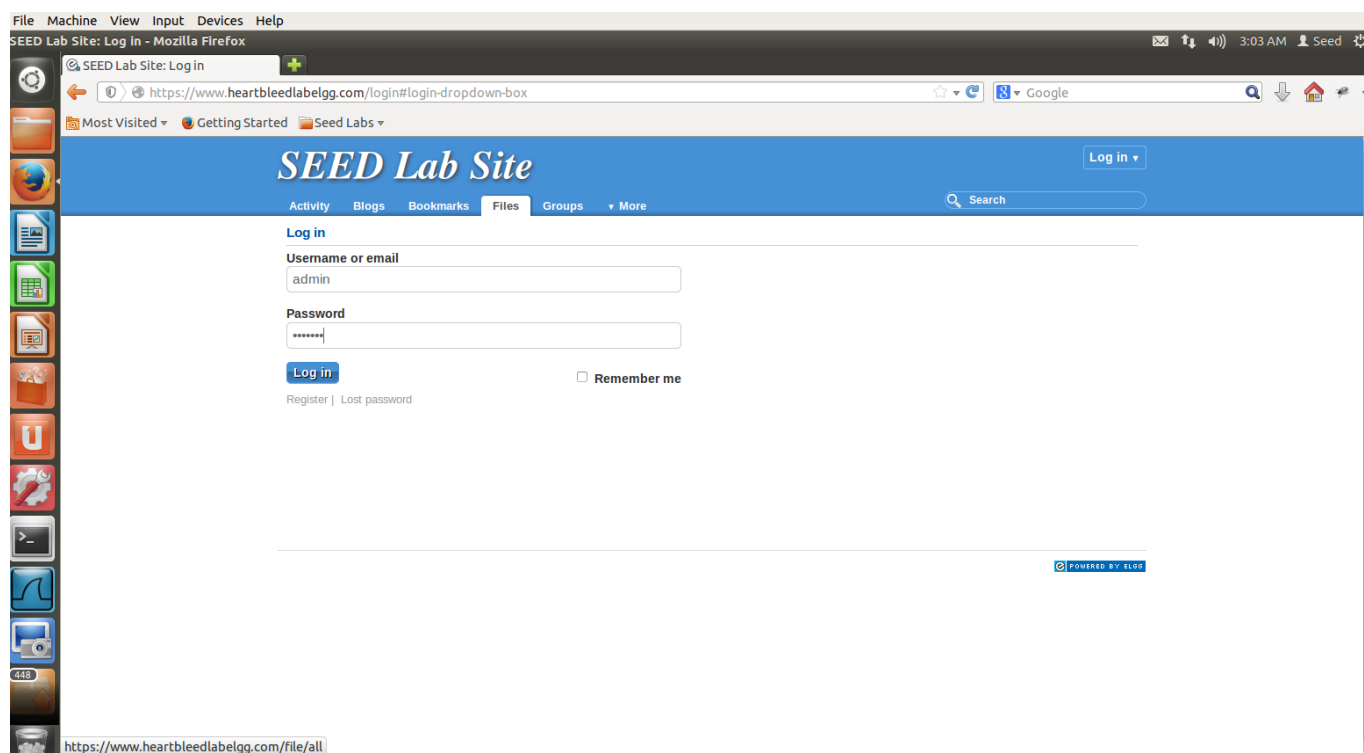 File Machine View Input Devices Help
SEED Lab Site: Log in - Mozilla Firefox 3:03 AM Seed
SEED Lab Site: Log in
https://www.heartbleedlabelgg.com/login#login-dropdown-box Google
Most Visited Getting Started Seed Labs
SEED Lab Site
Log in
Activity Blogs Bookmarks Files Groups More Search
Log in
Username or email
admin
Password
•••••••
Log in Remember me
Register | Lost password
POWERED BY ELGG
448
https://www.heartbleedlabelgg.com/file/all